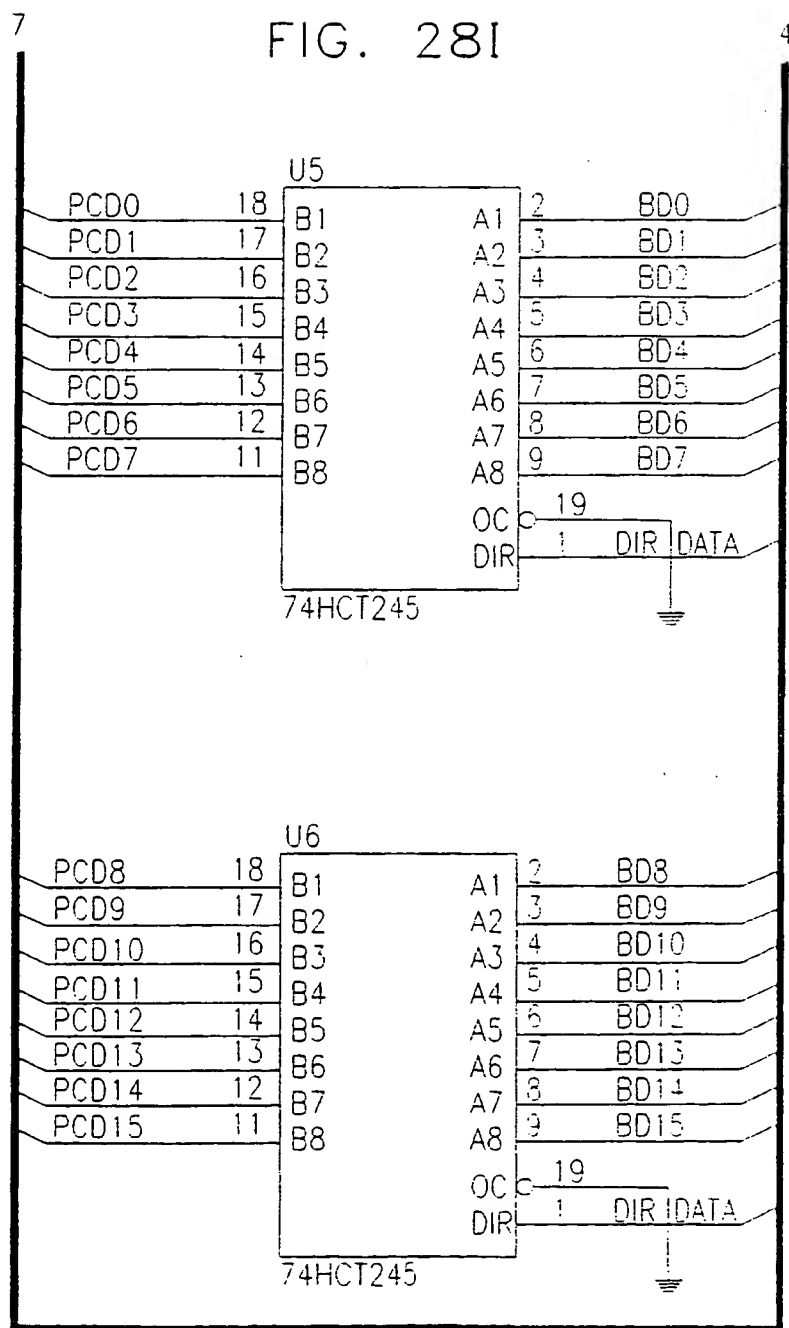 7 FIG. 28I 4
U5
PCD0 18 B1 A1 2 BD0
PCD1 17 B2 A2 3 BD1
PCD2 16 B3 A3 4 BD2
PCD3 15 B4 A4 5 BD3
PCD4 14 B5 A5 6 BD4
PCD5 13 B6 A6 7 BD5
PCD6 12 B7 A7 8 BD6
PCD7 11 B8 A8 9 BD7
OC 19
DIR 1 DIR DATA
74HCT245
U6
PCD8 18 B1 A1 2 BD8
PCD9 17 B2 A2 3 BD9
PCD10 16 B3 A3 4 BD10
PCD11 15 B4 A4 5 BD11
PCD12 14 B5 A5 6 BD12
PCD13 13 B6 A6 7 BD13
PCD14 12 B7 A7 8 BD14
PCD15 11 B8 A8 9 BD15
OC 19
DIR 1 DIR DATA
74HCT245